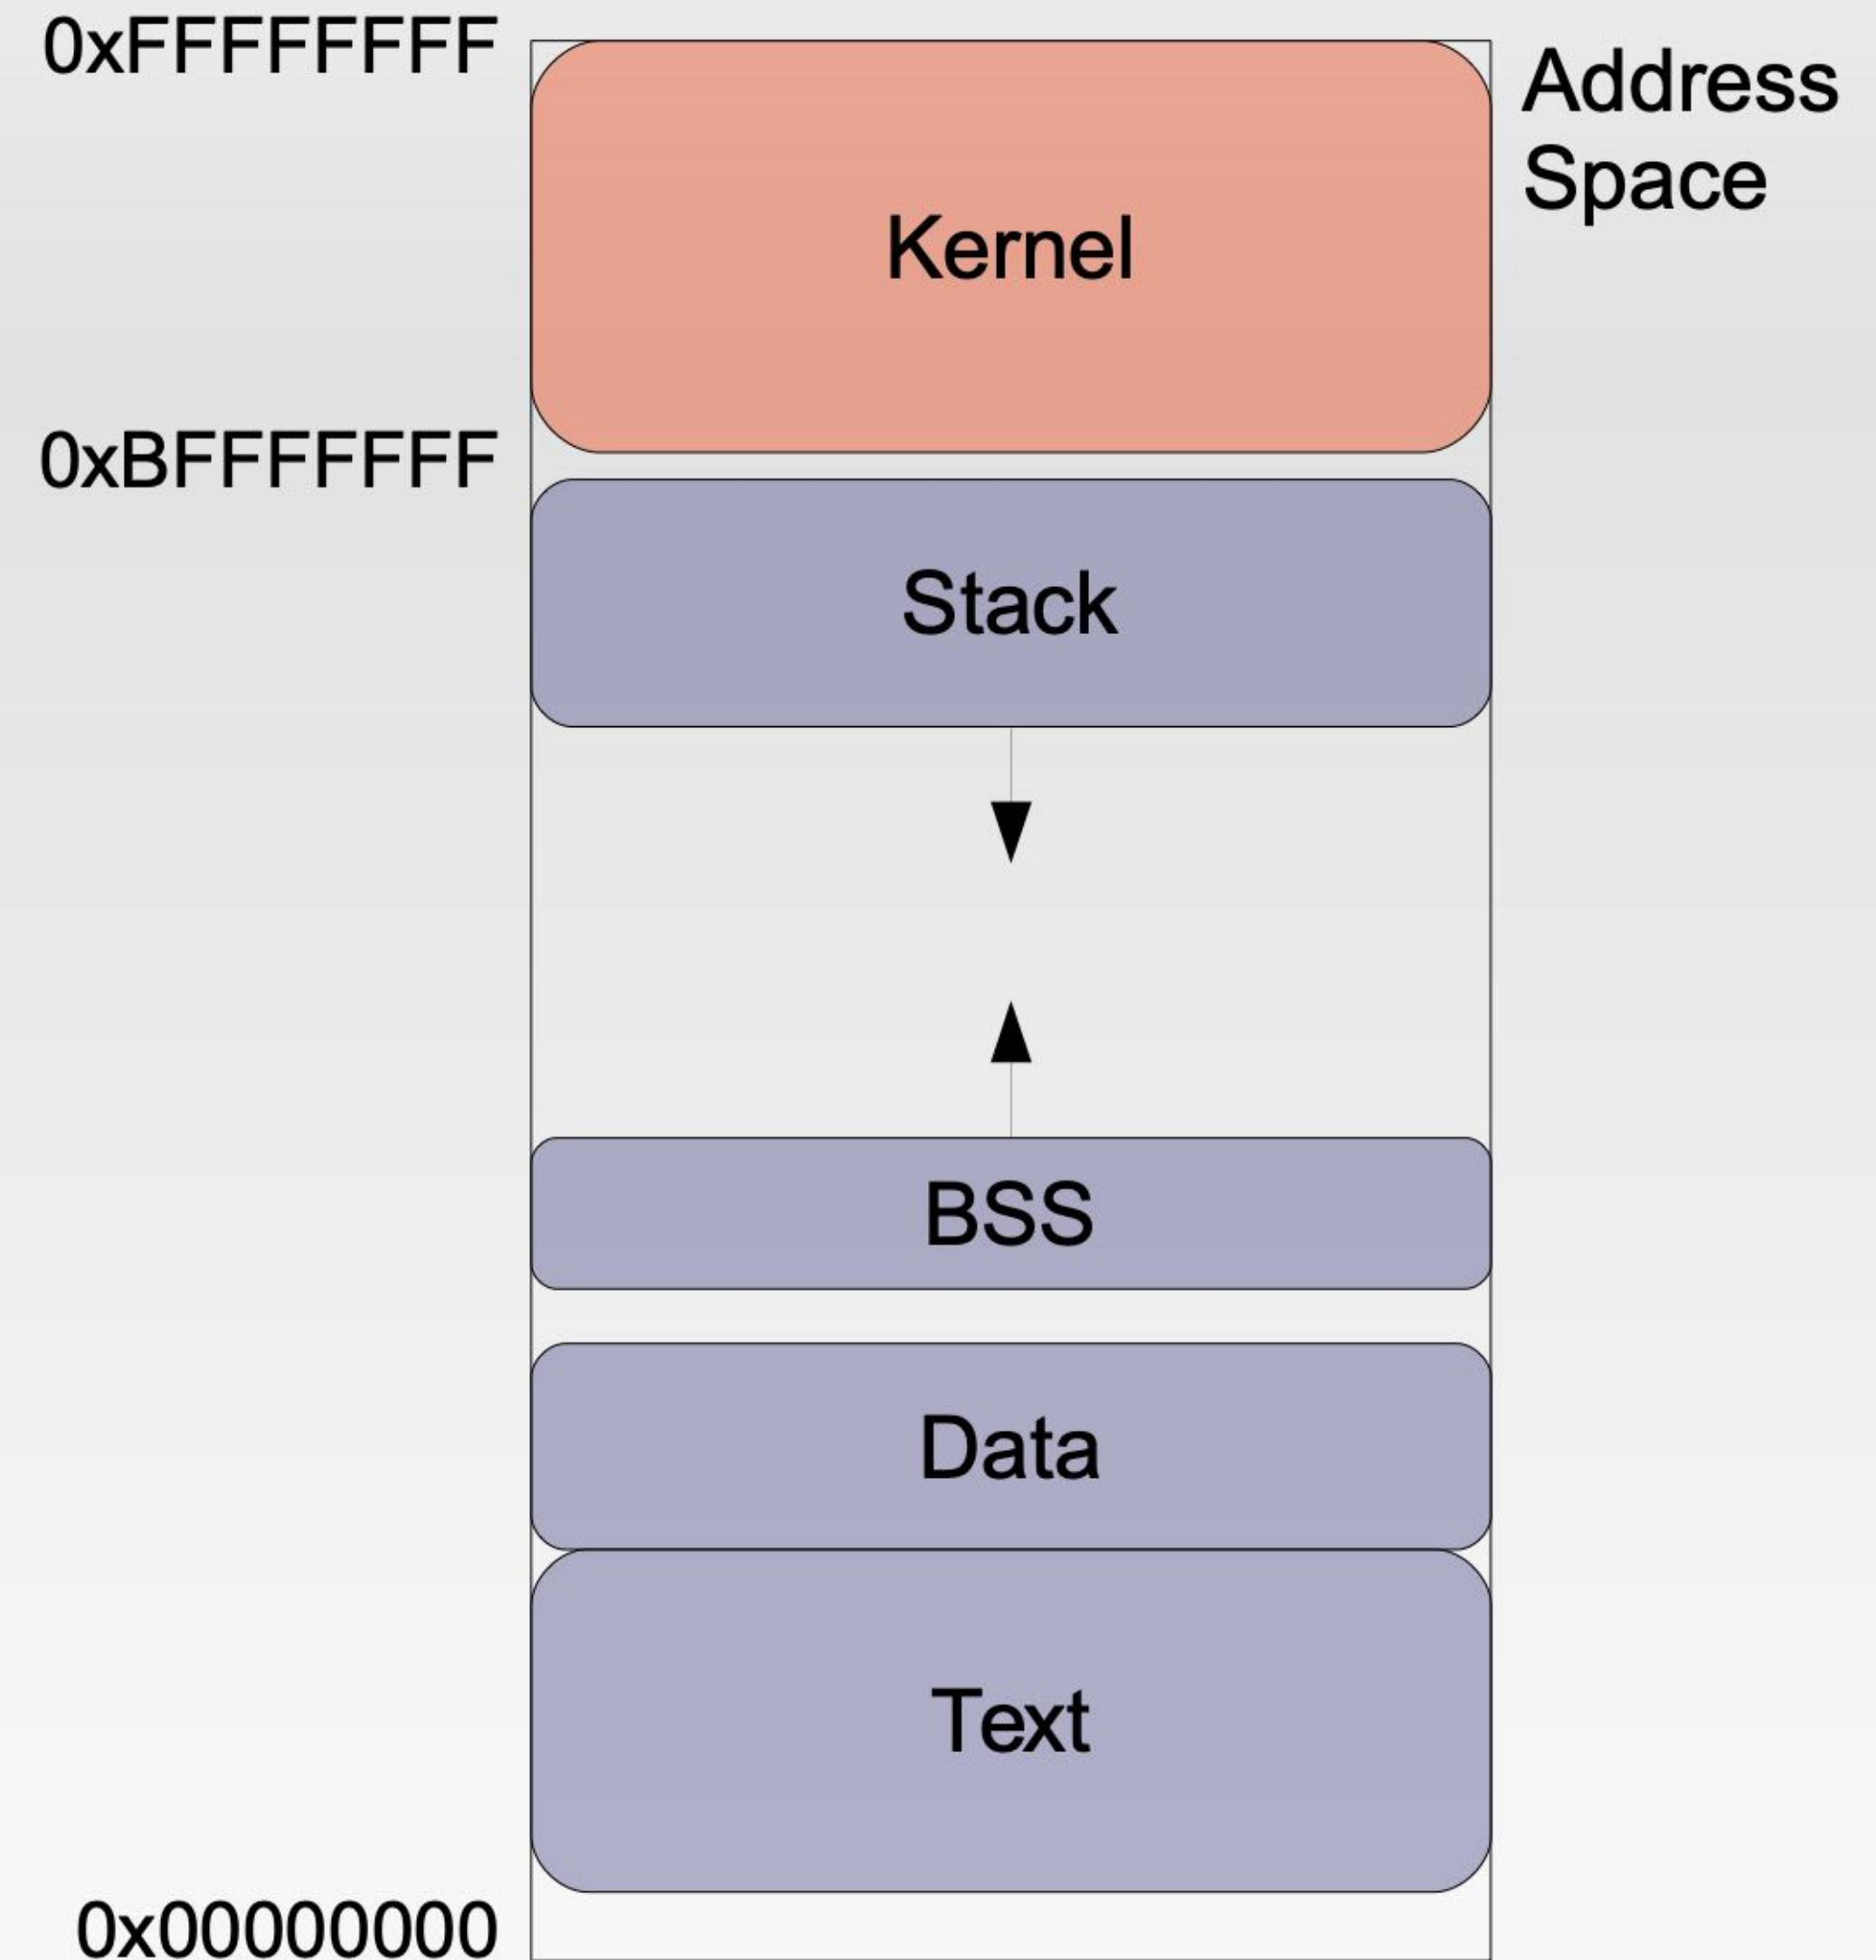 0xFFFFFFFF
Address
Space
Kernel
0xBFFFFFFF
Stack
BSS
Data
Text
0x00000000